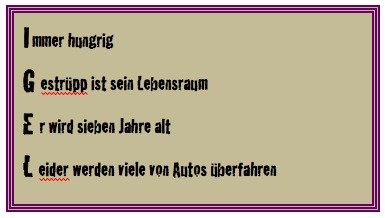 Immer hungrig
Gestrüpp ist sein Lebensraum
Er wird sieben Jahre alt
Leider werden viele von Autos überfahren